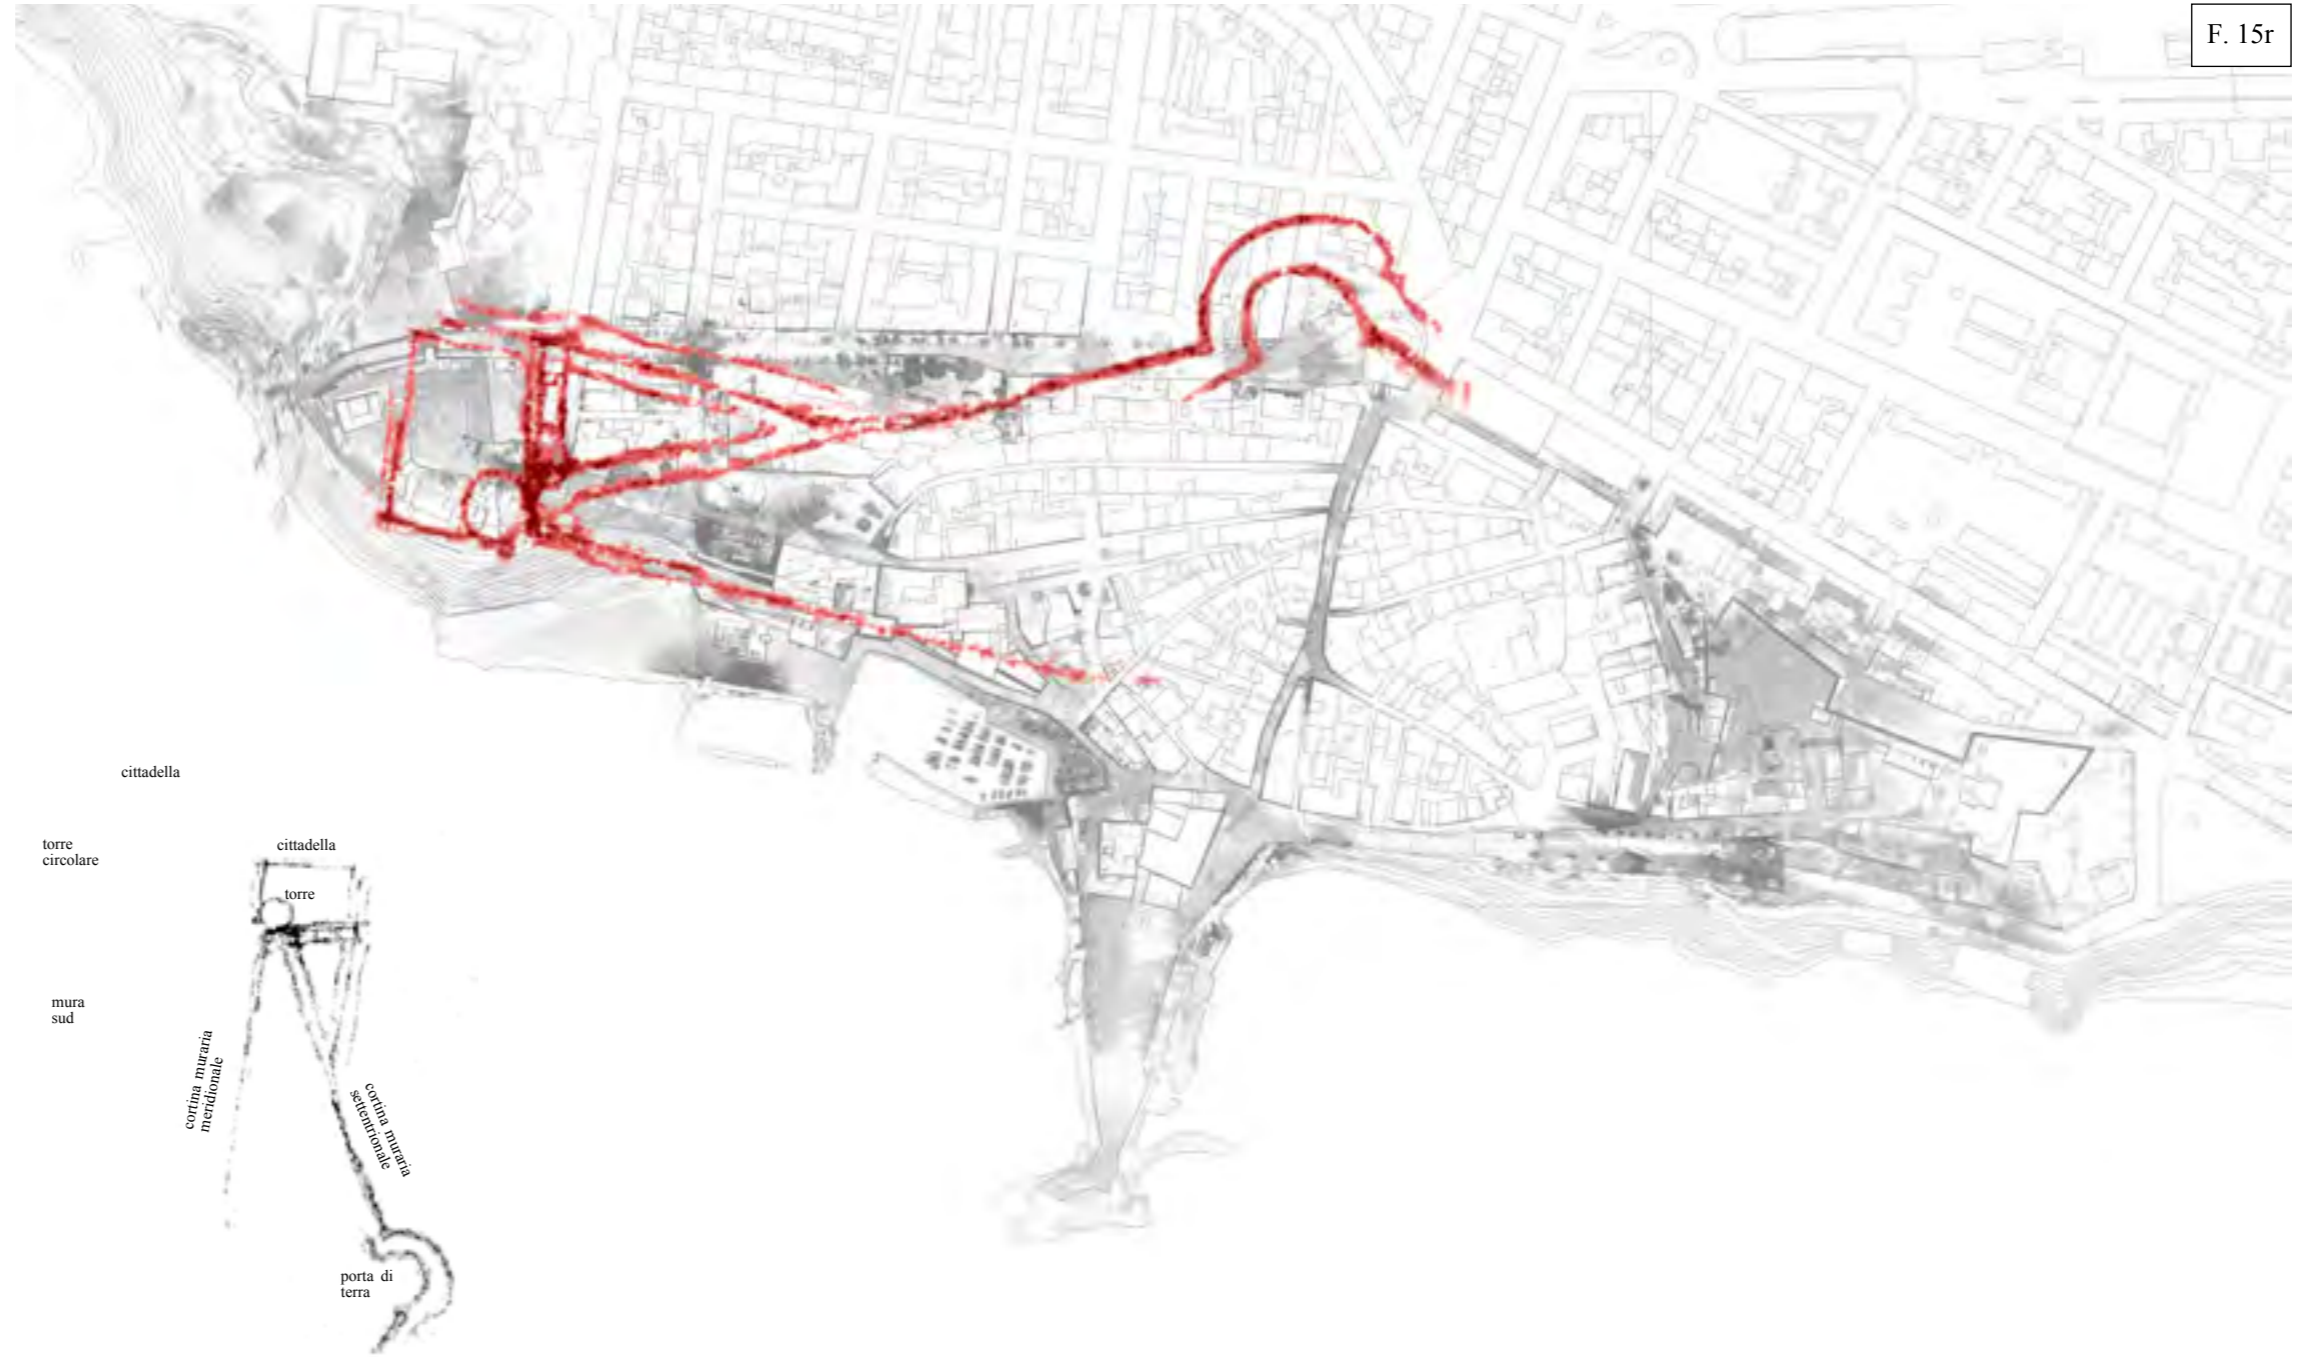 F. 15r
cittadella
torre
circolare
cittadella
torre
mura
sud
cortina muraria
meridionale
cortina muraria
settentrionale
porta di
terra